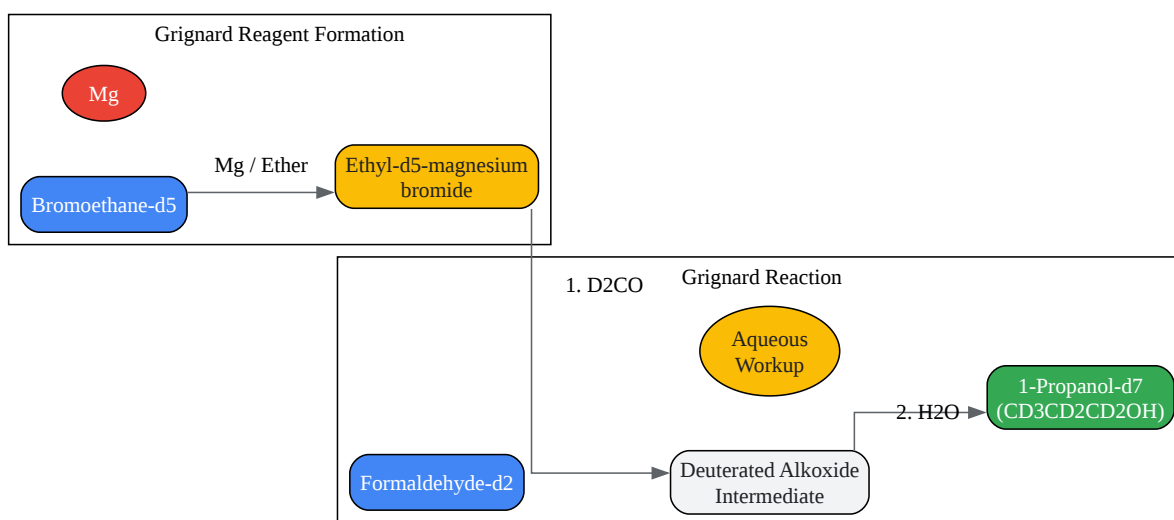 Grignard Reagent Formation
Mg
Mg / Ether
Bromoethane-d5
Ethyl-d5-magnesium
bromide
Grignard Reaction
1. D2CO
Aqueous
Workup
1-Propanol-d7
(CD3CD2CD2OH)
2. H2O
Formaldehyde-d2
Deuterated Alkoxide
Intermediate